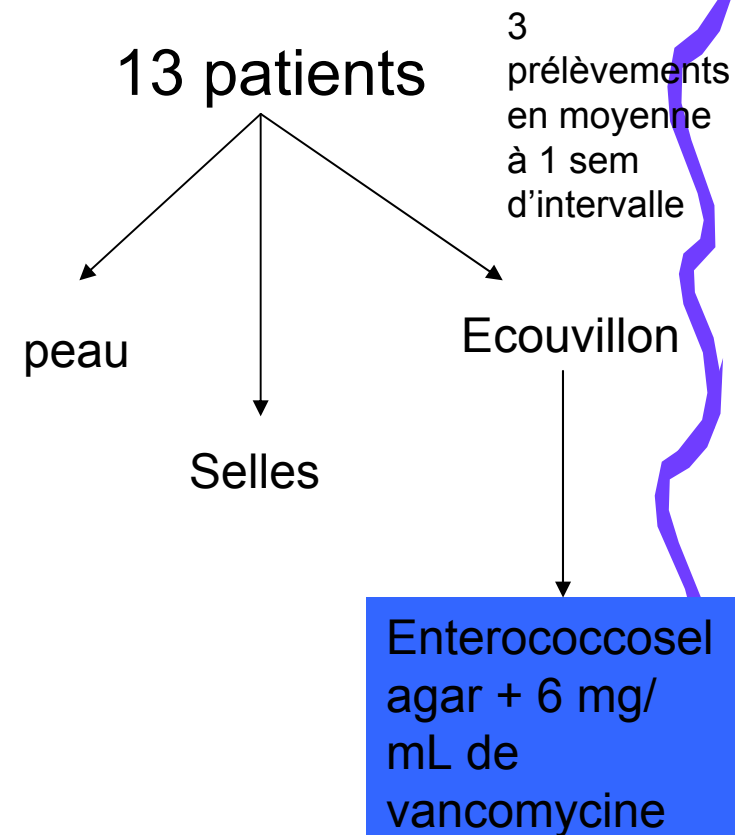 13 patients
3
prélèvements
en moyenne
à 1 sem
d'intervalle
peau
Ecouvillon
Selles
Enterococcosel
agar + 6 mg/
mL de
vancomycine